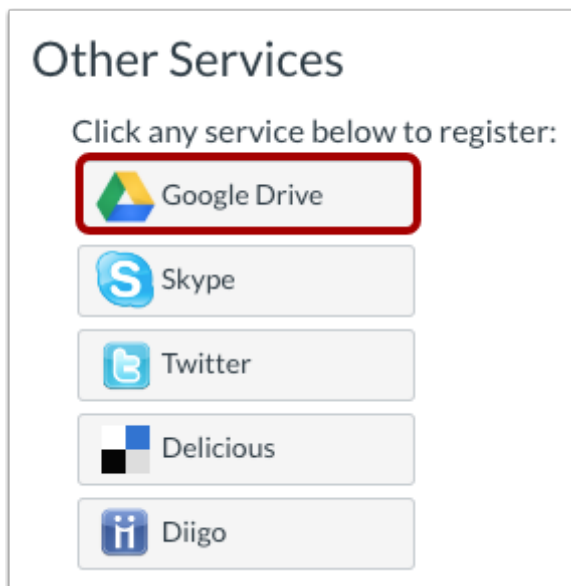 Other Services
Click any service below to register:
Google Drive
Skype
Twitter
Delicious
Diigo